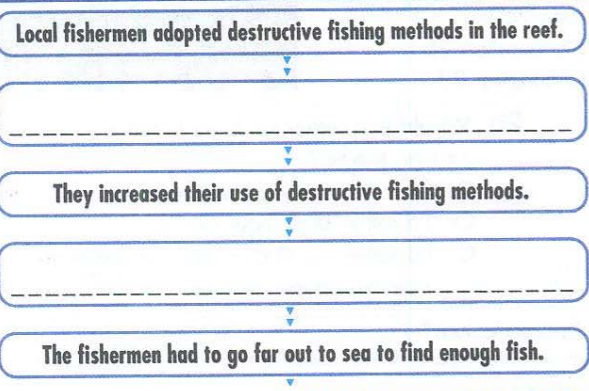 Local fishermen adopted destructive fishing methods in the reef.
They increased their use of destructive fishing methods.
The fishermen had to go far out to sea to find enough fish.